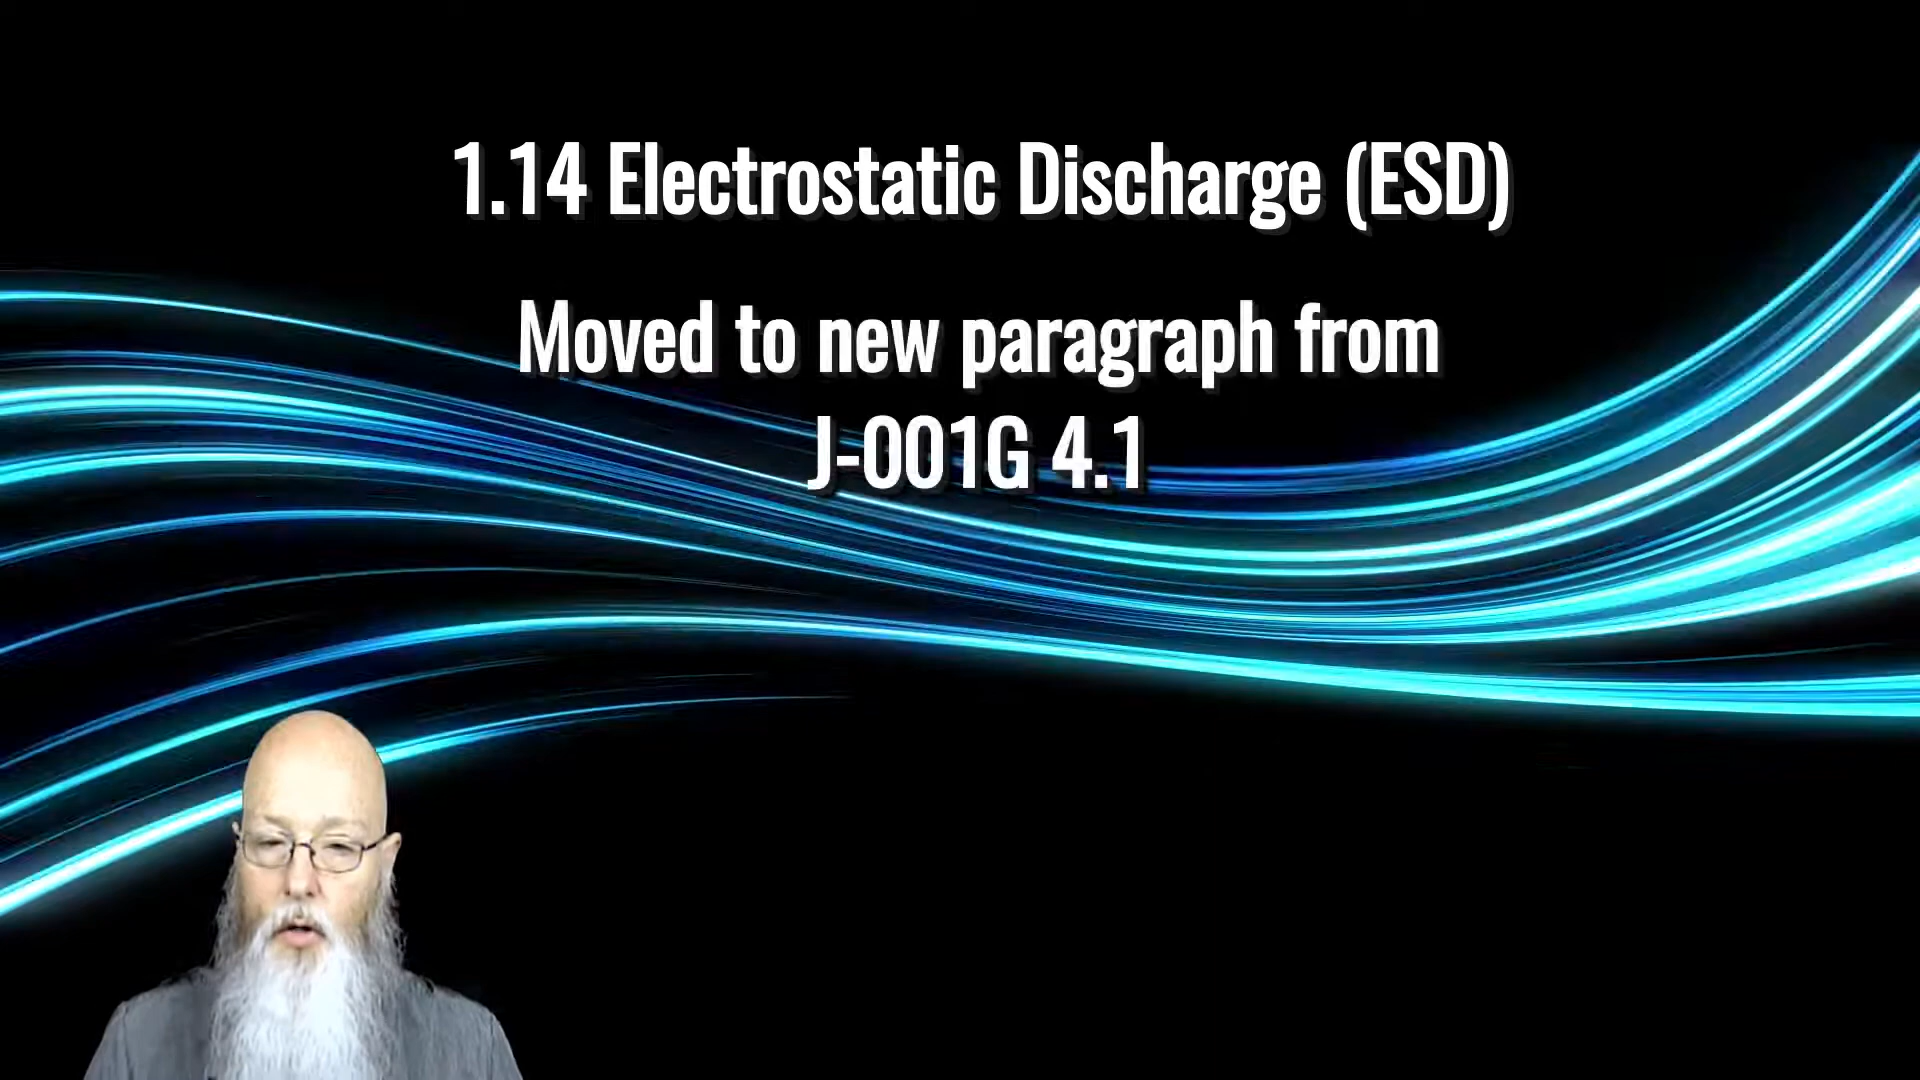 1.14 Electrostatic Discharge (ESD)
Moved to new paragraph from
J-001G 4.1